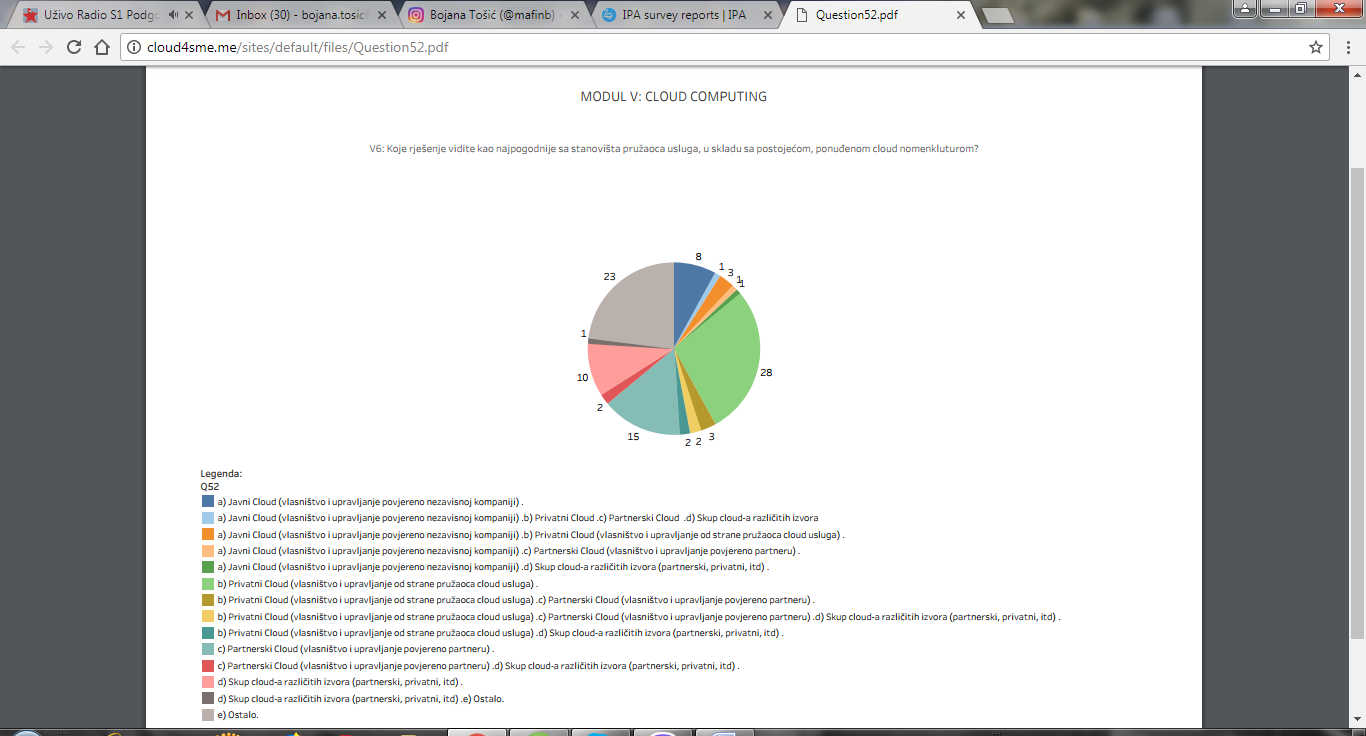 Uživo Radio S1 Podgo
Inbox (30) - bojana.tosic
Bojana Tošić (@mafinb)
IPA survey reports | IPA
Question52.pdf
cloud4sme.me/sites/default/files/Question52.pdf
MODUL V: CLOUD COMPUTING
V6: Koje rješenje vidite kao najpogodnije sa stanovišta pružaoca usluga, u skladu sa postojećom, ponuđenom cloud nomenkluturom?
8
1
3
1
1
28
3
2
2
15
2
10
1
23
Legenda:
Q52
a) Javni Cloud (vlasništvo i upravljanje povjereno nezavisnoj kompaniji) .
a) Javni Cloud (vlasništvo i upravljanje povjereno nezavisnoj kompaniji) .b) Privatni Cloud .c) Partnerski Cloud .d) Skup cloud-a različitih izvora
a) Javni Cloud (vlasništvo i upravljanje povjereno nezavisnoj kompaniji) .b) Privatni Cloud (vlasništvo i upravljanje od strane pružaoca cloud usluga) .
a) Javni Cloud (vlasništvo i upravljanje povjereno nezavisnoj kompaniji) .c) Partnerski Cloud (vlasništvo i upravljanje povjereno partneru) .
a) Javni Cloud (vlasništvo i upravljanje povjereno nezavisnoj kompaniji) .d) Skup cloud-a različitih izvora (partnerski, privatni, itd) .
b) Privatni Cloud (vlasništvo i upravljanje od strane pružaoca cloud usluga) .
b) Privatni Cloud (vlasništvo i upravljanje od strane pružaoca cloud usluga) .c) Partnerski Cloud (vlasništvo i upravljanje povjereno partneru) .
b) Privatni Cloud (vlasništvo i upravljanje od strane pružaoca cloud usluga) .c) Partnerski Cloud (vlasništvo i upravljanje povjereno partneru) .d) Skup cloud-a različitih izvora (partnerski, privatni, itd) .
b) Privatni Cloud (vlasništvo i upravljanje od strane pružaoca cloud usluga) .d) Skup cloud-a različitih izvora (partnerski, privatni, itd) .
c) Partnerski Cloud (vlasništvo i upravljanje povjereno partneru) .
c) Partnerski Cloud (vlasništvo i upravljanje povjereno partneru) .d) Skup cloud-a različitih izvora (partnerski, privatni, itd) .
d) Skup cloud-a različitih izvora (partnerski, privatni, itd) .
d) Skup cloud-a različitih izvora (partnerski, privatni, itd) .e) Ostalo.
e) Ostalo.